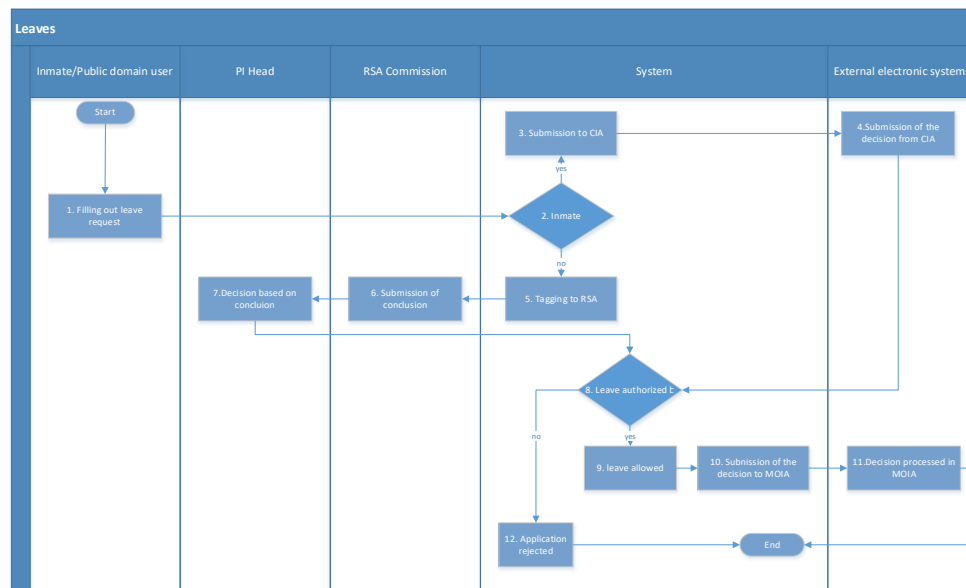 Leaves
Inmate/Public domain user
PI Head
RSA Commission
System
External electronic system
Start
3. Submission to CIA
4.Submission of the
decision from CIA
yes
1. Filling out leave
request
2. Inmate
no
7.Decision based on
concluion
6. Submission of
conclusion
5. Tagging to RSA
8. Leave authorized
no
yes
9. leave allowed
10. Subnission of the
decision to MOIA
11.Decision processed in
MOIA
12. Application
rejected
End